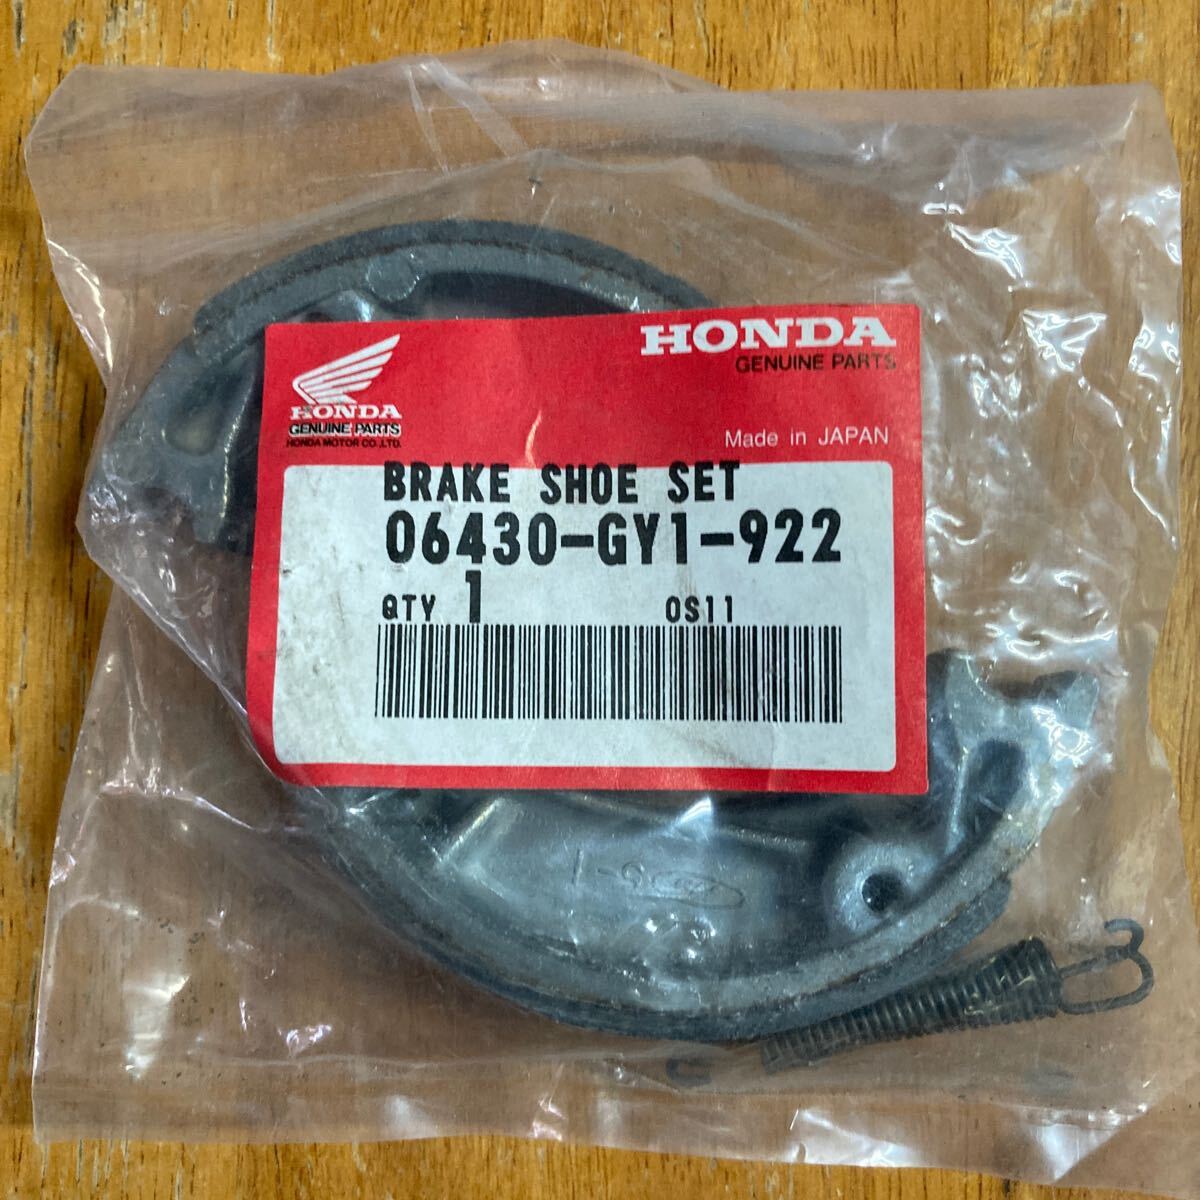 HONDA
GENUINE PARTS
HONDA MOTOR CO.,LTD.
HONDA
GENUINE PARTS
Made in JAPAN
BRAKE SHOE SET
06430-GY1-922
QTY 1 OS11